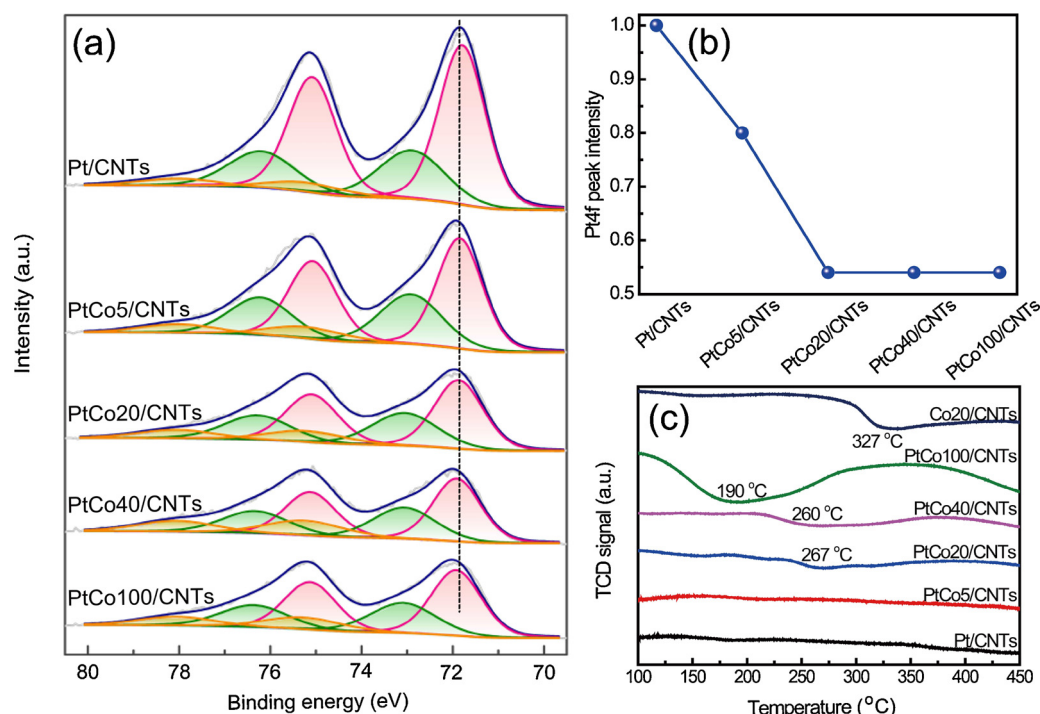 (a)
Pt/CNTs
PtCo5/CNTs
PtCo20/CNTs
PtCo40/CNTs
PtCo100/CNTs
Intensity (a.u.)
80 78 76 74 72 70
Binding energy (eV)
(b)
1.0
0.9
0.8
0.7
0.6
0.5
Pt4f peak intensity
Pt/CNTs
PtCo5/CNTs
PtCo20/CNTs
PtCo40/CNTs
PtCo100/CNTs
(c)
Co20/CNTs
327 °C
PtCo100/CNTs
190 °C
PtCo40/CNTs
260 °C
PtCo20/CNTs
267 °C
PtCo5/CNTs
Pt/CNTs
TCD signal (a.u.)
100 150 200 250 300 350 400 450
Temperature (°C)